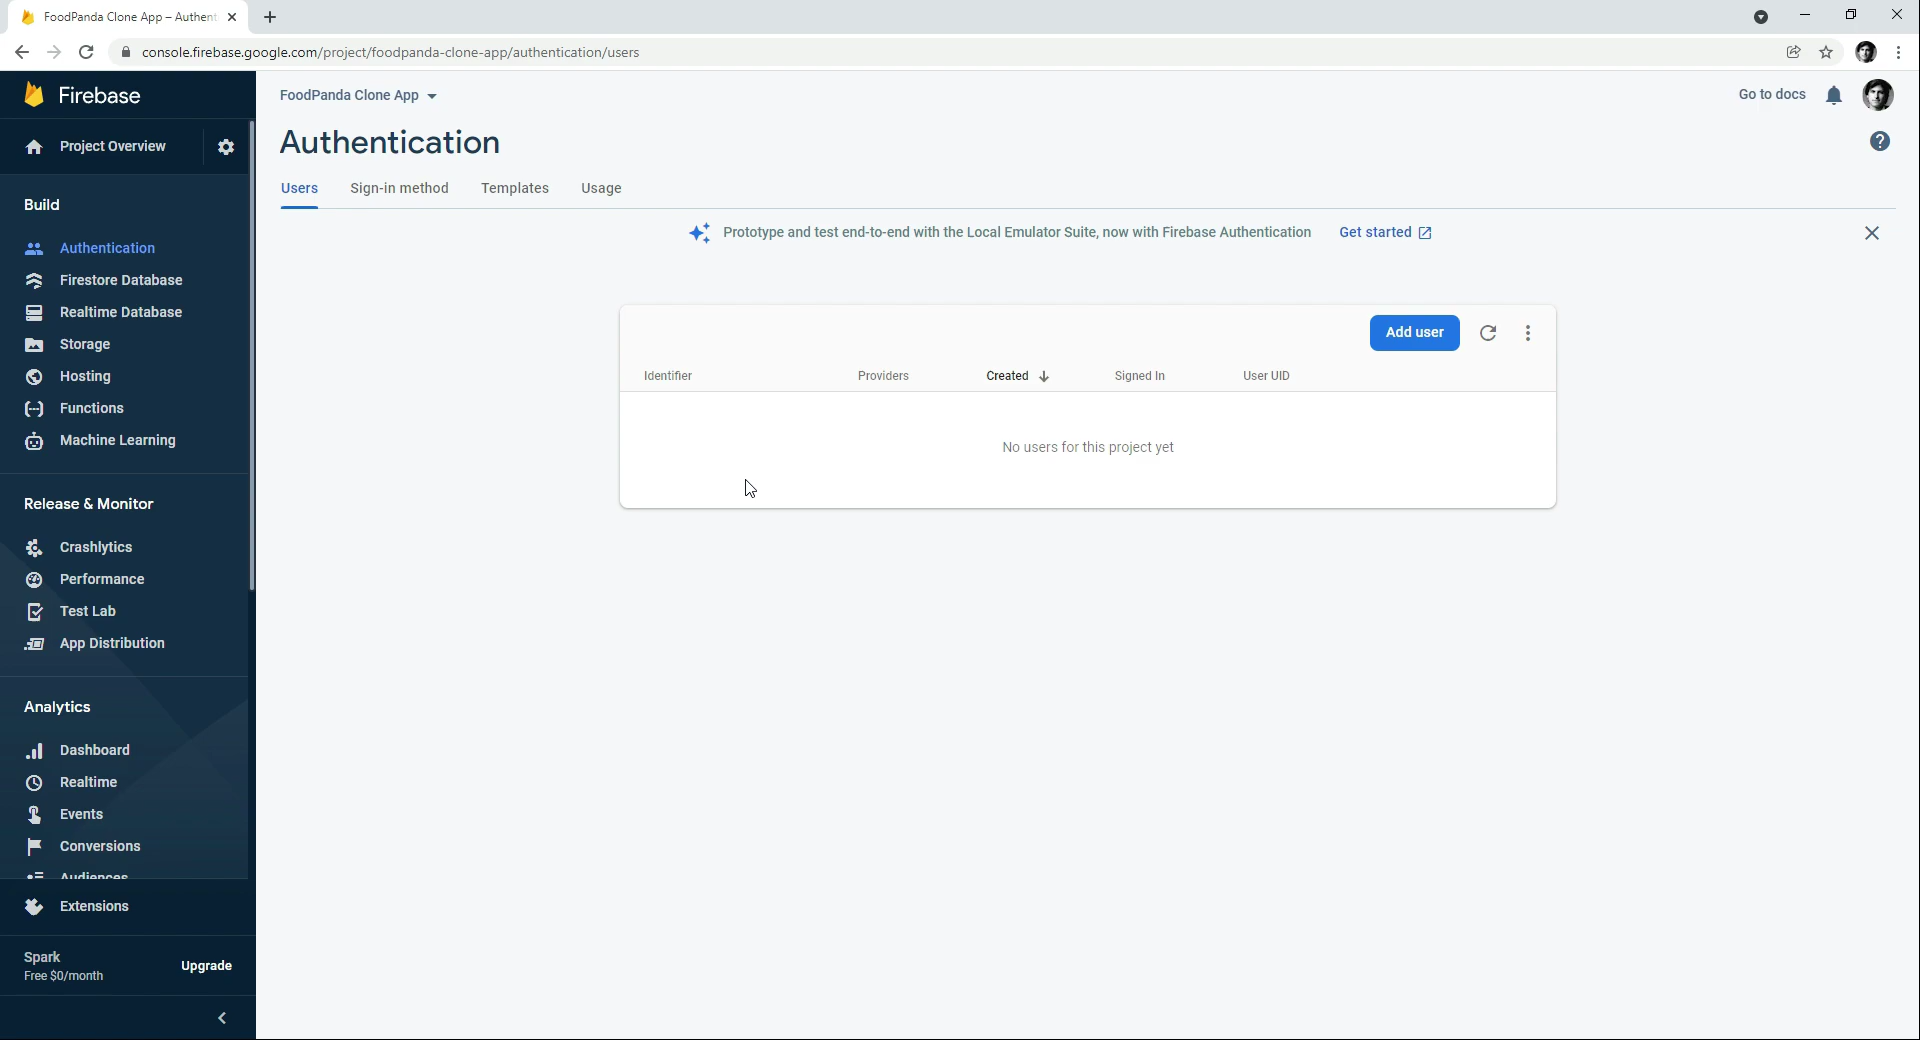 FoodPanda Clone App – Authent
console.firebase.google.com/project/foodpanda-clone-app/authentication/users
Firebase
FoodPanda Clone App
Go to docs
Project Overview
Authentication
Users
Sign-in method
Templates
Usage
Prototype and test end-to-end with the Local Emulator Suite, now with Firebase Authentication
Get started
Build
Authentication
Firestore Database
Realtime Database
Storage
Hosting
Functions
Machine Learning
Release & Monitor
Crashlytics
Performance
Test Lab
App Distribution
Analytics
Dashboard
Realtime
Events
Conversions
Audiences
Extensions
Spark
Free $0/month
Upgrade
Add user
Identifier
Providers
Created
Signed In
User UID
No users for this project yet